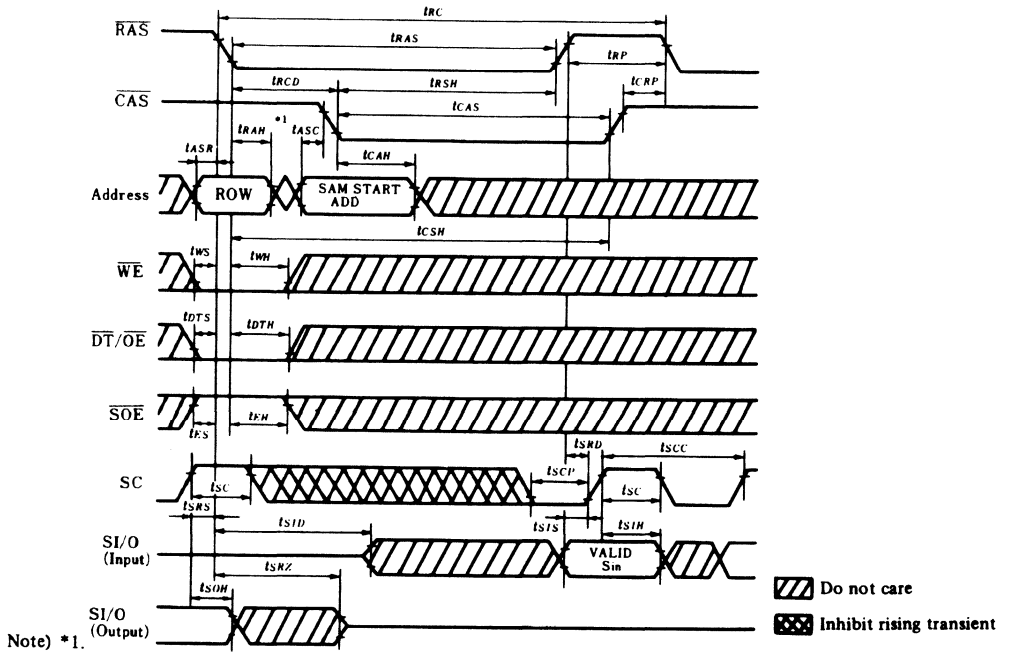 tRC
RAS
tRAS
tRP
tRCD
tRSH
tCRP
CAS
tCAS
tRAH
*1
tASC
tASR
tCAH
Address
ROW
SAM START
ADD
tCSH
tWS
tWH
WE
tDTS
tDTH
DT/OE
SOE
tES
tEH
tSRD
tSCC
tSCP
SC
tSC
tSC
tSRS
tSID
tSIS
tSIH
SI/O
(Input)
VALID
Sin
tSRZ
Do not care
tSOH
SI/O
(Output)
Inhibit rising transient
Note) *1.